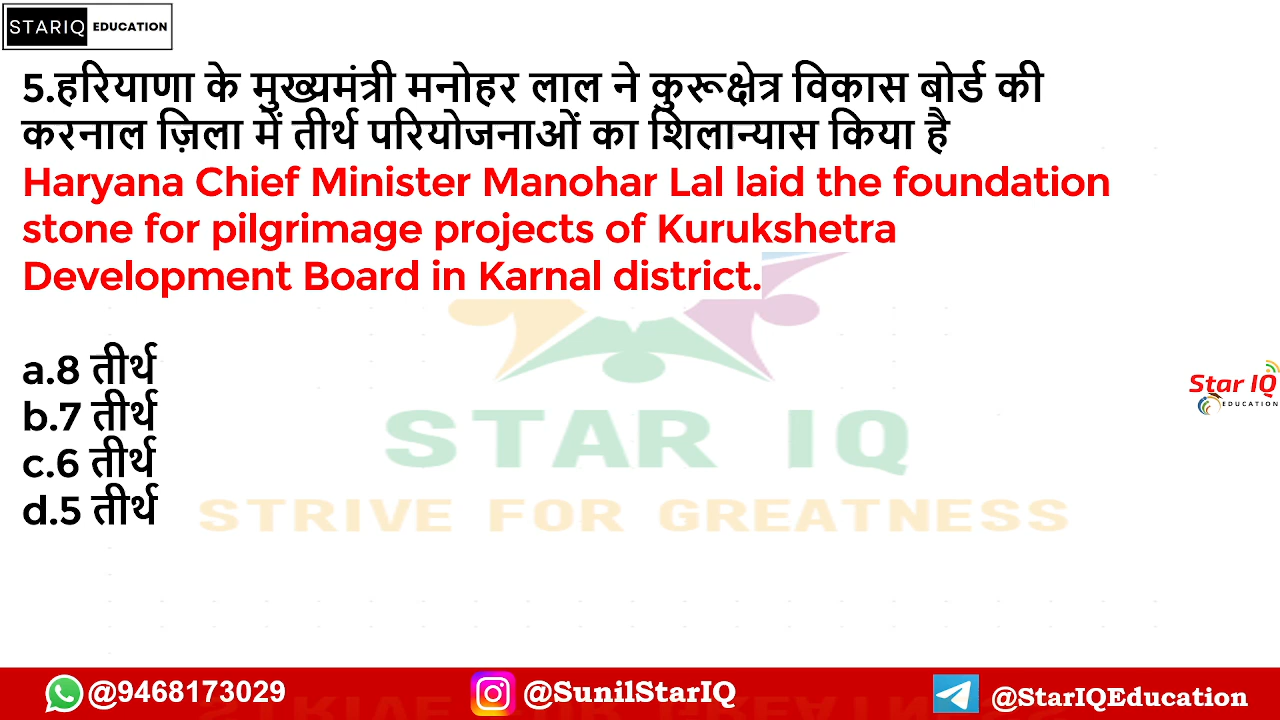 STARIQ EDUCATION
5.हरियाणा के मुख्यमंत्री मनोहर लाल ने कुरूक्षेत्र विकास बोर्ड की
करनाल ज़िला में तीर्थ परियोजनाओं का शिलान्यास किया है
Haryana Chief Minister Manohar Lal laid the foundation
stone for pilgrimage projects of Kurukshetra
Development Board in Karnal district.
a.8 तीर्थ
b.7 तीर्थ
c.6 तीर्थ
d.5 तीर्थ
STAR IQ
STRIVE FOR GREATNESS
Star IQ
EDUCATION
@9468173029 @SunilStarIQ @StarIQEducation